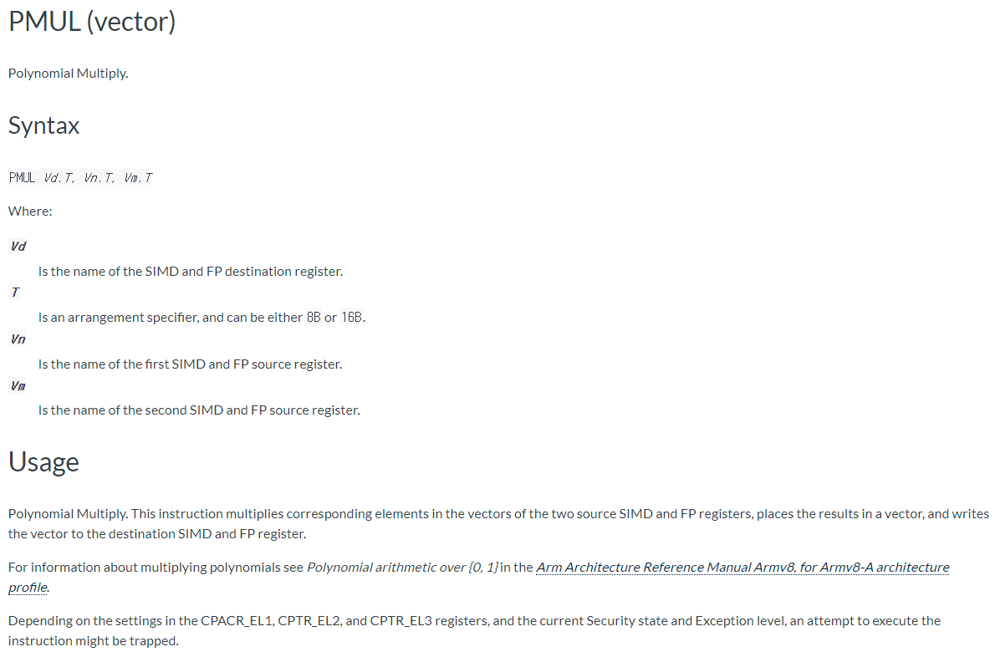 PMUL (vector)
Polynomial Multiply.
Syntax
PMUL Vd.T, Vn.T, Vm.T
Where:
Vd
Is the name of the SIMD and FP destination register.
T
Is an arrangement specifier, and can be either 8B or 16B.
Vn
Is the name of the first SIMD and FP source register.
Vm
Is the name of the second SIMD and FP source register.
Usage
Polynomial Multiply. This instruction multiplies corresponding elements in the vectors of the two source SIMD and FP registers, places the results in a vector, and writes
the vector to the destination SIMD and FP register.
For information about multiplying polynomials see Polynomial arithmetic over {0, 1} in the Arm Architecture Reference Manual Armv8, for Armv8-A architecture
profile.
Depending on the settings in the CPACR_EL1, CPTR_EL2, and CPTR_EL3 registers, and the current Security state and Exception level, an attempt to execute the
instruction might be trapped.